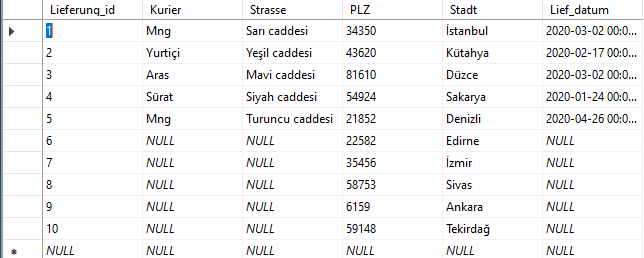 Lieferung_id Kurier Strasse PLZ Stadt Lief_datum
1 Mng Sarı caddesi 34350 İstanbul 2020-03-02 00:0...
2 Yurtiçi Yeşil caddesi 43620 Kütahya 2020-02-17 00:0...
3 Aras Mavi caddesi 81610 Düzce 2020-03-02 00:0...
4 Sürat Siyah caddesi 54924 Sakarya 2020-01-24 00:0...
5 Mng Turuncu caddesi 21852 Denizli 2020-04-26 00:0...
6 NULL NULL 22582 Edirne NULL
7 NULL NULL 35456 İzmir NULL
8 NULL NULL 58753 Sivas NULL
9 NULL NULL 6159 Ankara NULL
10 NULL NULL 59148 Tekirdağ NULL
NULL NULL NULL NULL NULL NULL